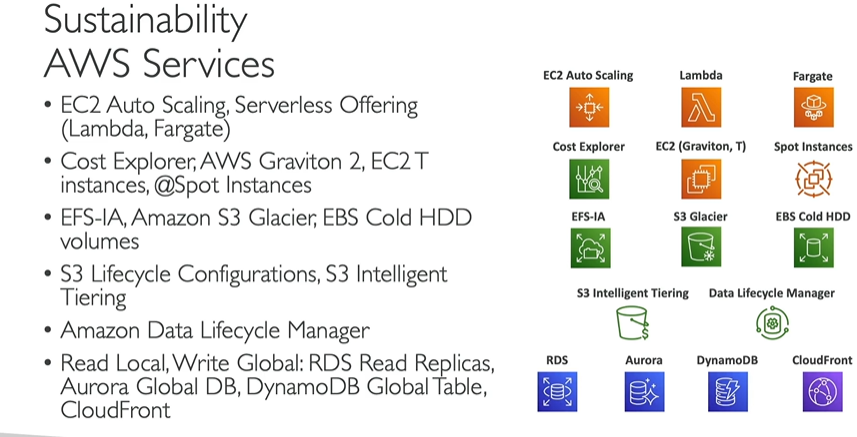 Sustainability
AWS Services
• EC2 Auto Scaling, Serverless Offering
(Lambda, Fargate)
• Cost Explorer, AWS Graviton 2, EC2 T
instances, @Spot Instances
• EFS-IA, Amazon S3 Glacier, EBS Cold HDD
volumes
• S3 Lifecycle Configurations, S3 Intelligent
Tiering
• Amazon Data Lifecycle Manager
• Read Local, Write Global: RDS Read Replicas,
Aurora Global DB, DynamoDB Global Table,
CloudFront
EC2 Auto Scaling Lambda Fargate
Cost Explorer EC2 (Graviton, T) Spot Instances
EFS-IA S3 Glacier EBS Cold HDD
S3 Intelligent Tiering Data Lifecycle Manager
RDS Aurora DynamoDB CloudFront